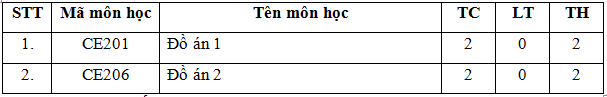 STT Mã môn học Tên môn học TC LT TH
1. CE201 Đồ án 1 2 0 2
2. CE206 Đồ án 2 2 0 2